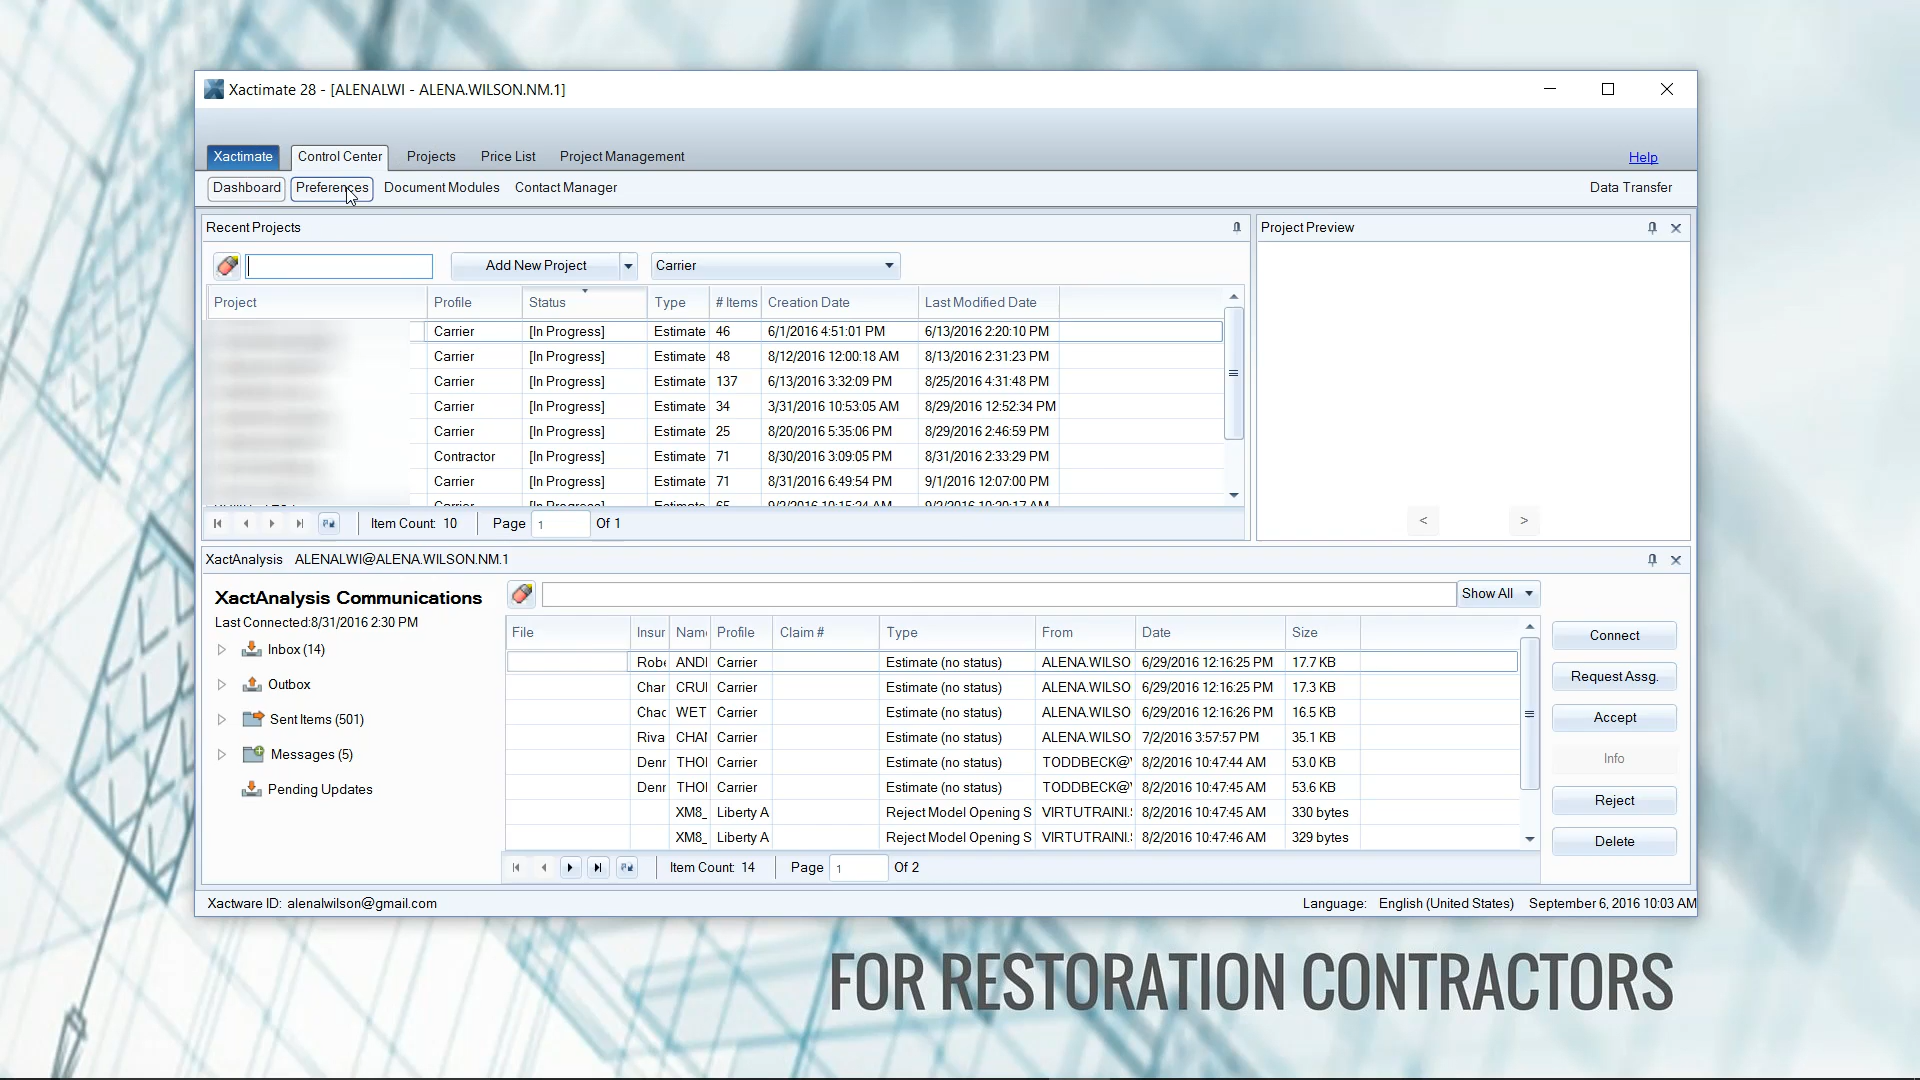 Xactimate 28 - [ALENALWI - ALENA.WILSON.NM.1]
Xactimate Control Center Projects Price List Project Management Help
Dashboard Preferences Document Modules Contact Manager Data Transfer
Recent Projects
Project Preview
Add New Project Carrier
Project Profile Status Type # Items Creation Date Last Modified Date
Carrier [In Progress] Estimate 46 6/1/2016 4:51:01 PM 6/13/2016 2:20:10 PM
Carrier [In Progress] Estimate 48 8/12/2016 12:00:18 AM 8/13/2016 2:31:23 PM
Carrier [In Progress] Estimate 137 6/13/2016 3:32:09 PM 8/25/2016 4:31:48 PM
Carrier [In Progress] Estimate 34 3/31/2016 10:53:05 AM 8/29/2016 12:52:34 PM
Carrier [In Progress] Estimate 25 8/20/2016 5:35:06 PM 8/29/2016 2:46:59 PM
Contractor [In Progress] Estimate 71 8/30/2016 3:09:05 PM 8/31/2016 2:33:29 PM
Carrier [In Progress] Estimate 71 8/31/2016 6:49:54 PM 9/1/2016 12:07:00 PM
Item Count: 10 Page 1 Of 1
< >
XactAnalysis ALENALWI@ALENA.WILSON.NM.1
XactAnalysis Communications
Last Connected:8/31/2016 2:30 PM
Inbox (14)
Outbox
Sent Items (501)
Messages (5)
Pending Updates
Show All
File Insur Name Profile Claim # Type From Date Size
Robe ANDI Carrier Estimate (no status) ALENA.WILSO 6/29/2016 12:16:25 PM 17.7 KB
Char CRUI Carrier Estimate (no status) ALENA.WILSO 6/29/2016 12:16:25 PM 17.3 KB
Chac WET Carrier Estimate (no status) ALENA.WILSO 6/29/2016 12:16:26 PM 16.5 KB
Riva CHAI Carrier Estimate (no status) ALENA.WILSO 7/2/2016 3:57:57 PM 35.1 KB
Denr THOI Carrier Estimate (no status) TODDBECK@ 8/2/2016 10:47:44 AM 53.0 KB
Denr THOI Carrier Estimate (no status) TODDBECK@ 8/2/2016 10:47:45 AM 53.6 KB
XM8_ Liberty A Reject Model Opening S VIRTUTRAINI. 8/2/2016 10:47:45 AM 330 bytes
XM8_ Liberty A Reject Model Opening S VIRTUTRAINI. 8/2/2016 10:47:46 AM 329 bytes
Item Count: 14 Page 1 Of 2
Connect
Request Assg.
Accept
Info
Reject
Delete
Xactware ID: alenalwilson@gmail.com
Language: English (United States) September 6, 2016 10:03 AM
FOR RESTORATION CONTRACTORS